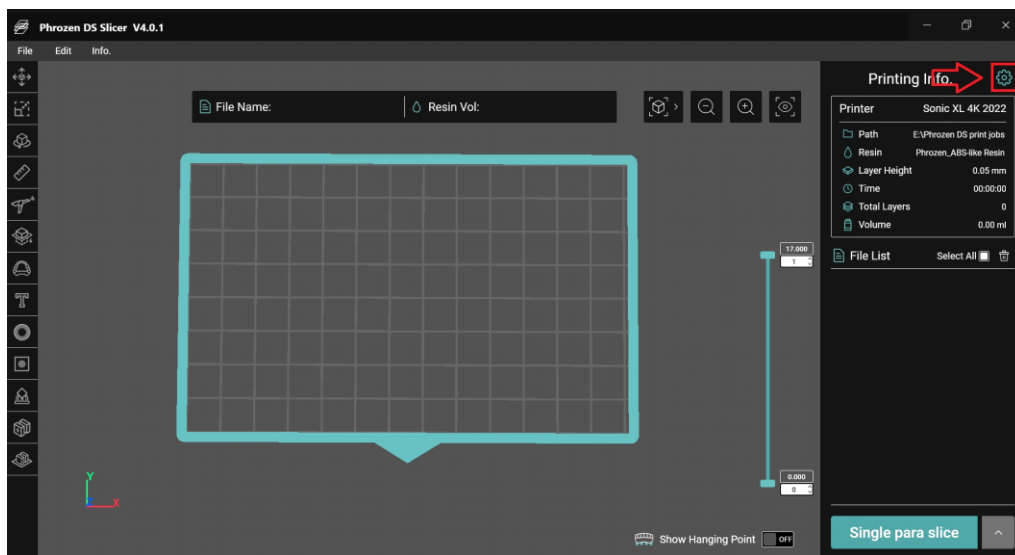 Phrozen DS Slicer V4.0.1
File Edit Info.
File Name: Resin Vol:
Printing Info.
Printer Sonic XL 4K 2022
Path E:\Phrozen DS print jobs
Resin Phrozen_ABS-like Resin
Layer Height 0.05 mm
Time 00:00:00
Total Layers 0
Volume 0.00 ml
File List Select All
17.000
1
0.000
0
Y
X
Show Hanging Point OFF
Single para slice